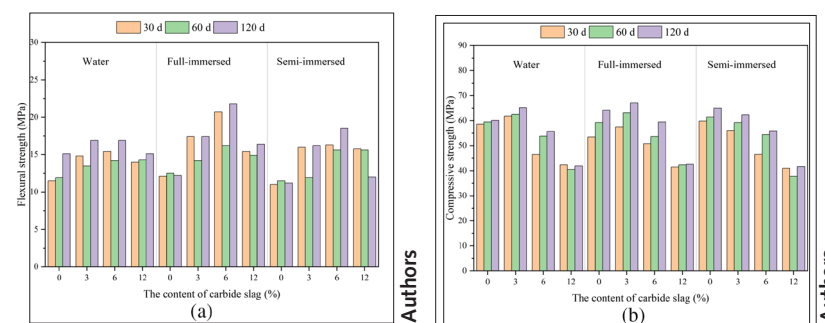 30 d 60 d 120 d
30
25
20
15
10
5
0
Flexural strength (MPa)
Water Full-immersed Semi-immersed
0 3 6 12 0 3 6 12 0 3 6 12
The content of carbide slag (%)
(a)
Authors
30 d 60 d 120 d
90
80
70
60
50
40
30
20
10
0
Compressive strength (MPa)
Water Full-immersed Semi-immersed
0 3 6 12 0 3 6 12 0 3 6 12
The content of carbide slag (%)
(b)
Authors